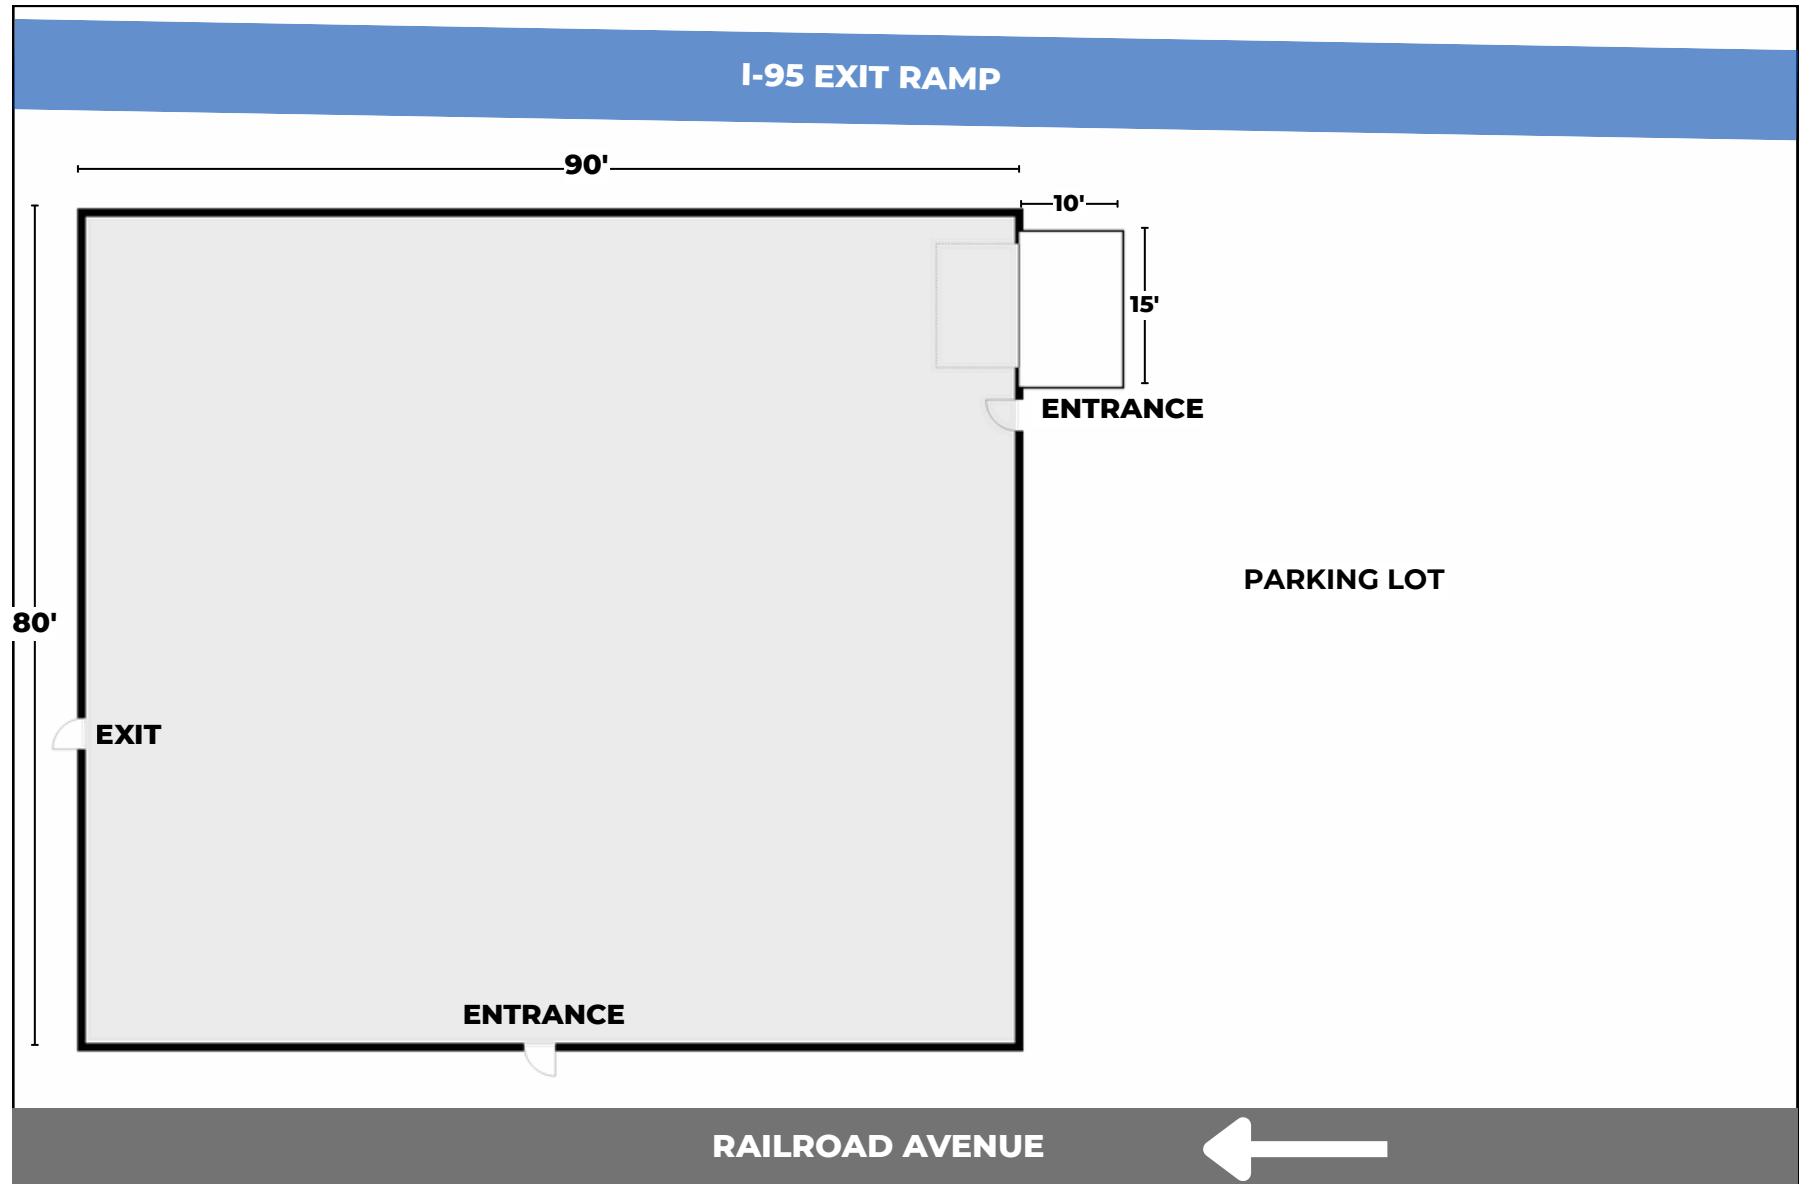 I-95 EXIT RAMP
90'
10'
15'
ENTRANCE
PARKING LOT
80'
EXIT
ENTRANCE
RAILROAD AVENUE